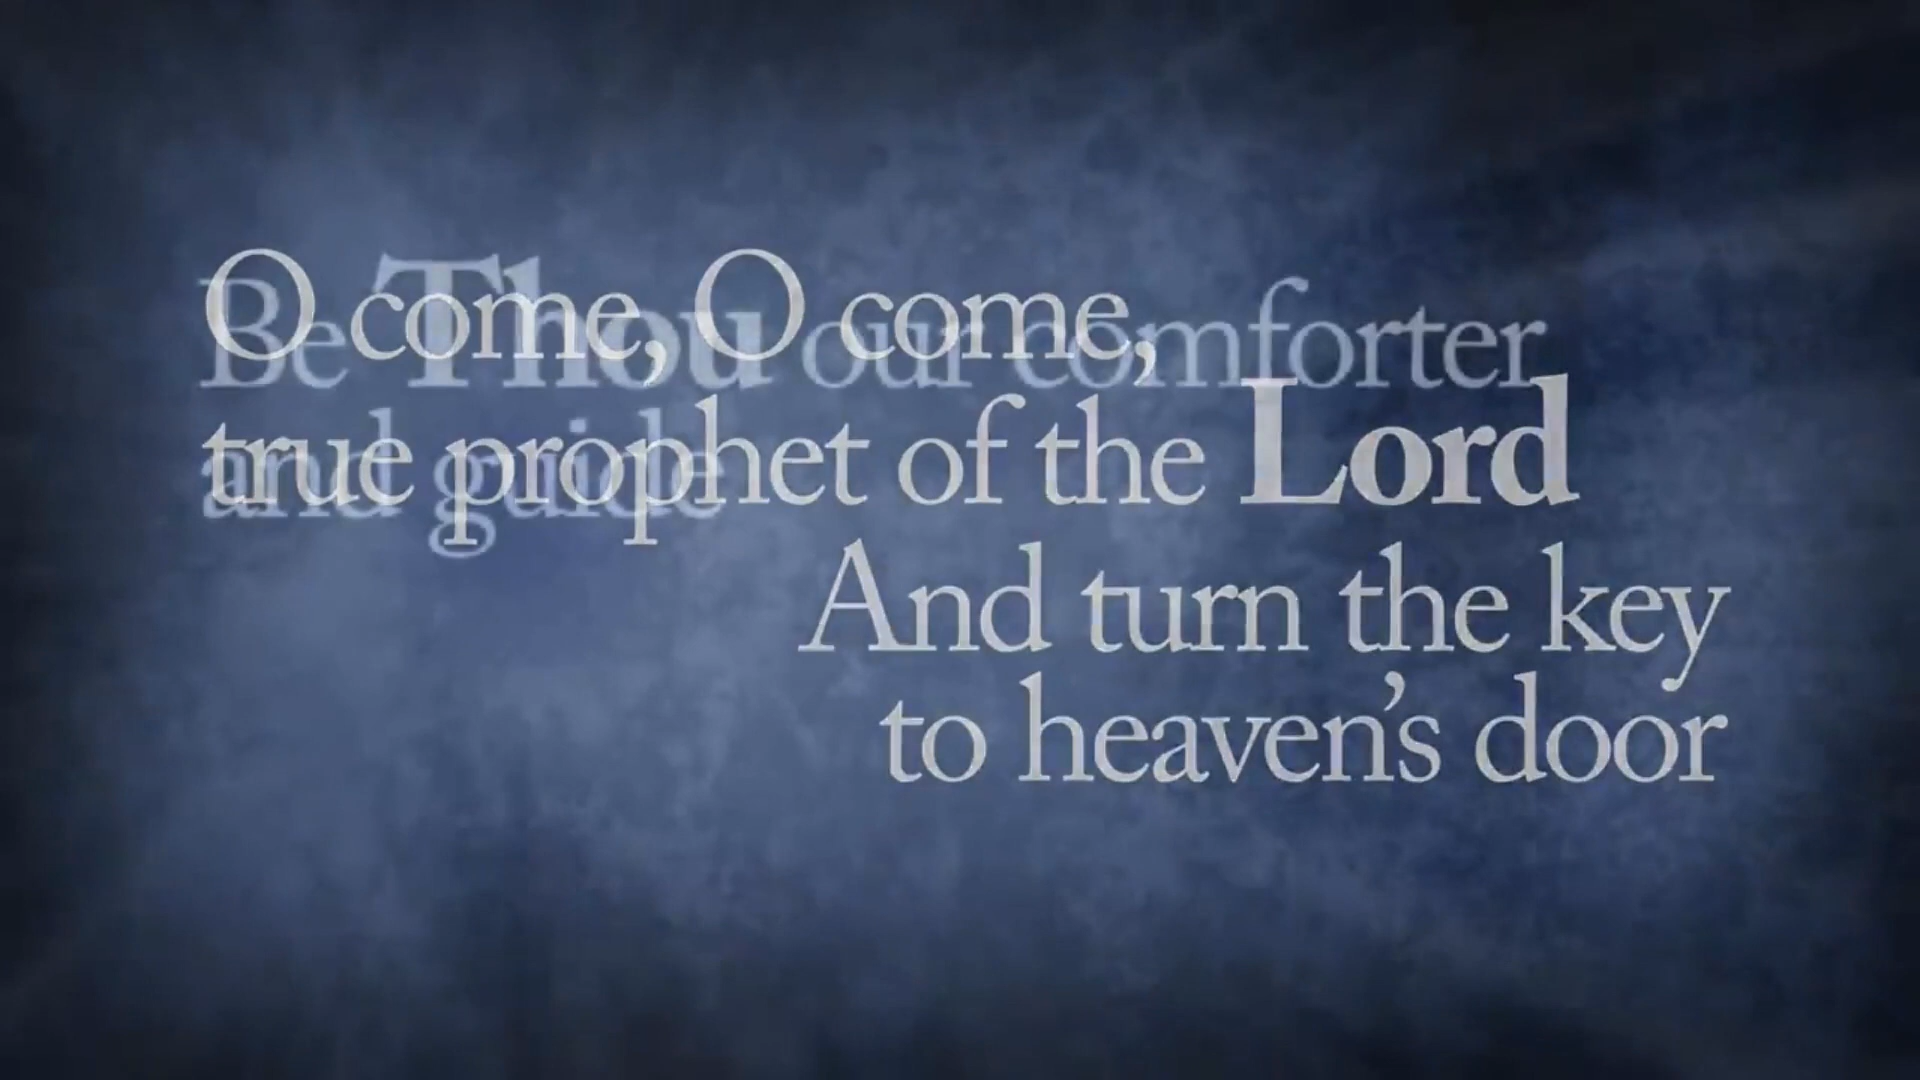 O come, O come,
true prophet of the Lord
And turn the key
to heaven's door
Be Thou our comforter
and guide